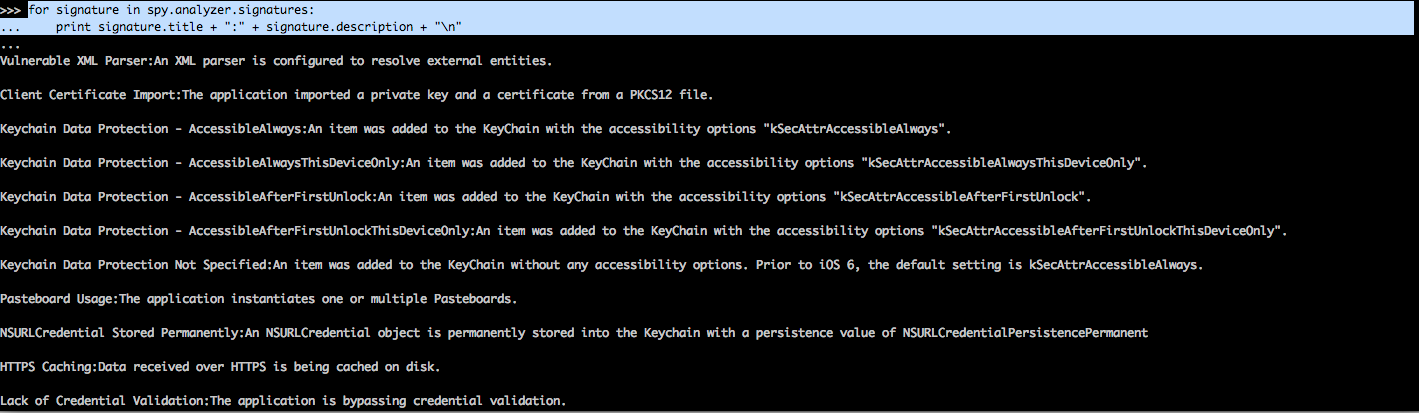 >>> for signature in spy.analyzer.signatures:
...     print signature.title + ":" + signature.description + "\n"
...
Vulnerable XML Parser:An XML parser is configured to resolve external entities.
Client Certificate Import:The application imported a private key and a certificate from a PKCS12 file.
Keychain Data Protection - AccessibleAlways:An item was added to the KeyChain with the accessibility options "kSecAttrAccessibleAlways".
Keychain Data Protection - AccessibleAlwaysThisDeviceOnly:An item was added to the KeyChain with the accessibility options "kSecAttrAccessibleAlwaysThisDeviceOnly".
Keychain Data Protection - AccessibleAfterFirstUnlock:An item was added to the KeyChain with the accessibility options "kSecAttrAccessibleAfterFirstUnlock".
Keychain Data Protection - AccessibleAfterFirstUnlockThisDeviceOnly:An item was added to the KeyChain with the accessibility options "kSecAttrAccessibleAfterFirstUnlockThisDeviceOnly".
Keychain Data Protection Not Specified:An item was added to the KeyChain without any accessibility options. Prior to iOS 6, the default setting is kSecAttrAccessibleAlways.
Pasteboard Usage:The application instantiates one or multiple Pasteboards.
NSURLCredential Stored Permanently:An NSURLCredential object is permanently stored into the Keychain with a persistence value of NSURLCredentialPersistencePermanent
HTTPS Caching:Data received over HTTPS is being cached on disk.
Lack of Credential Validation:The application is bypassing credential validation.